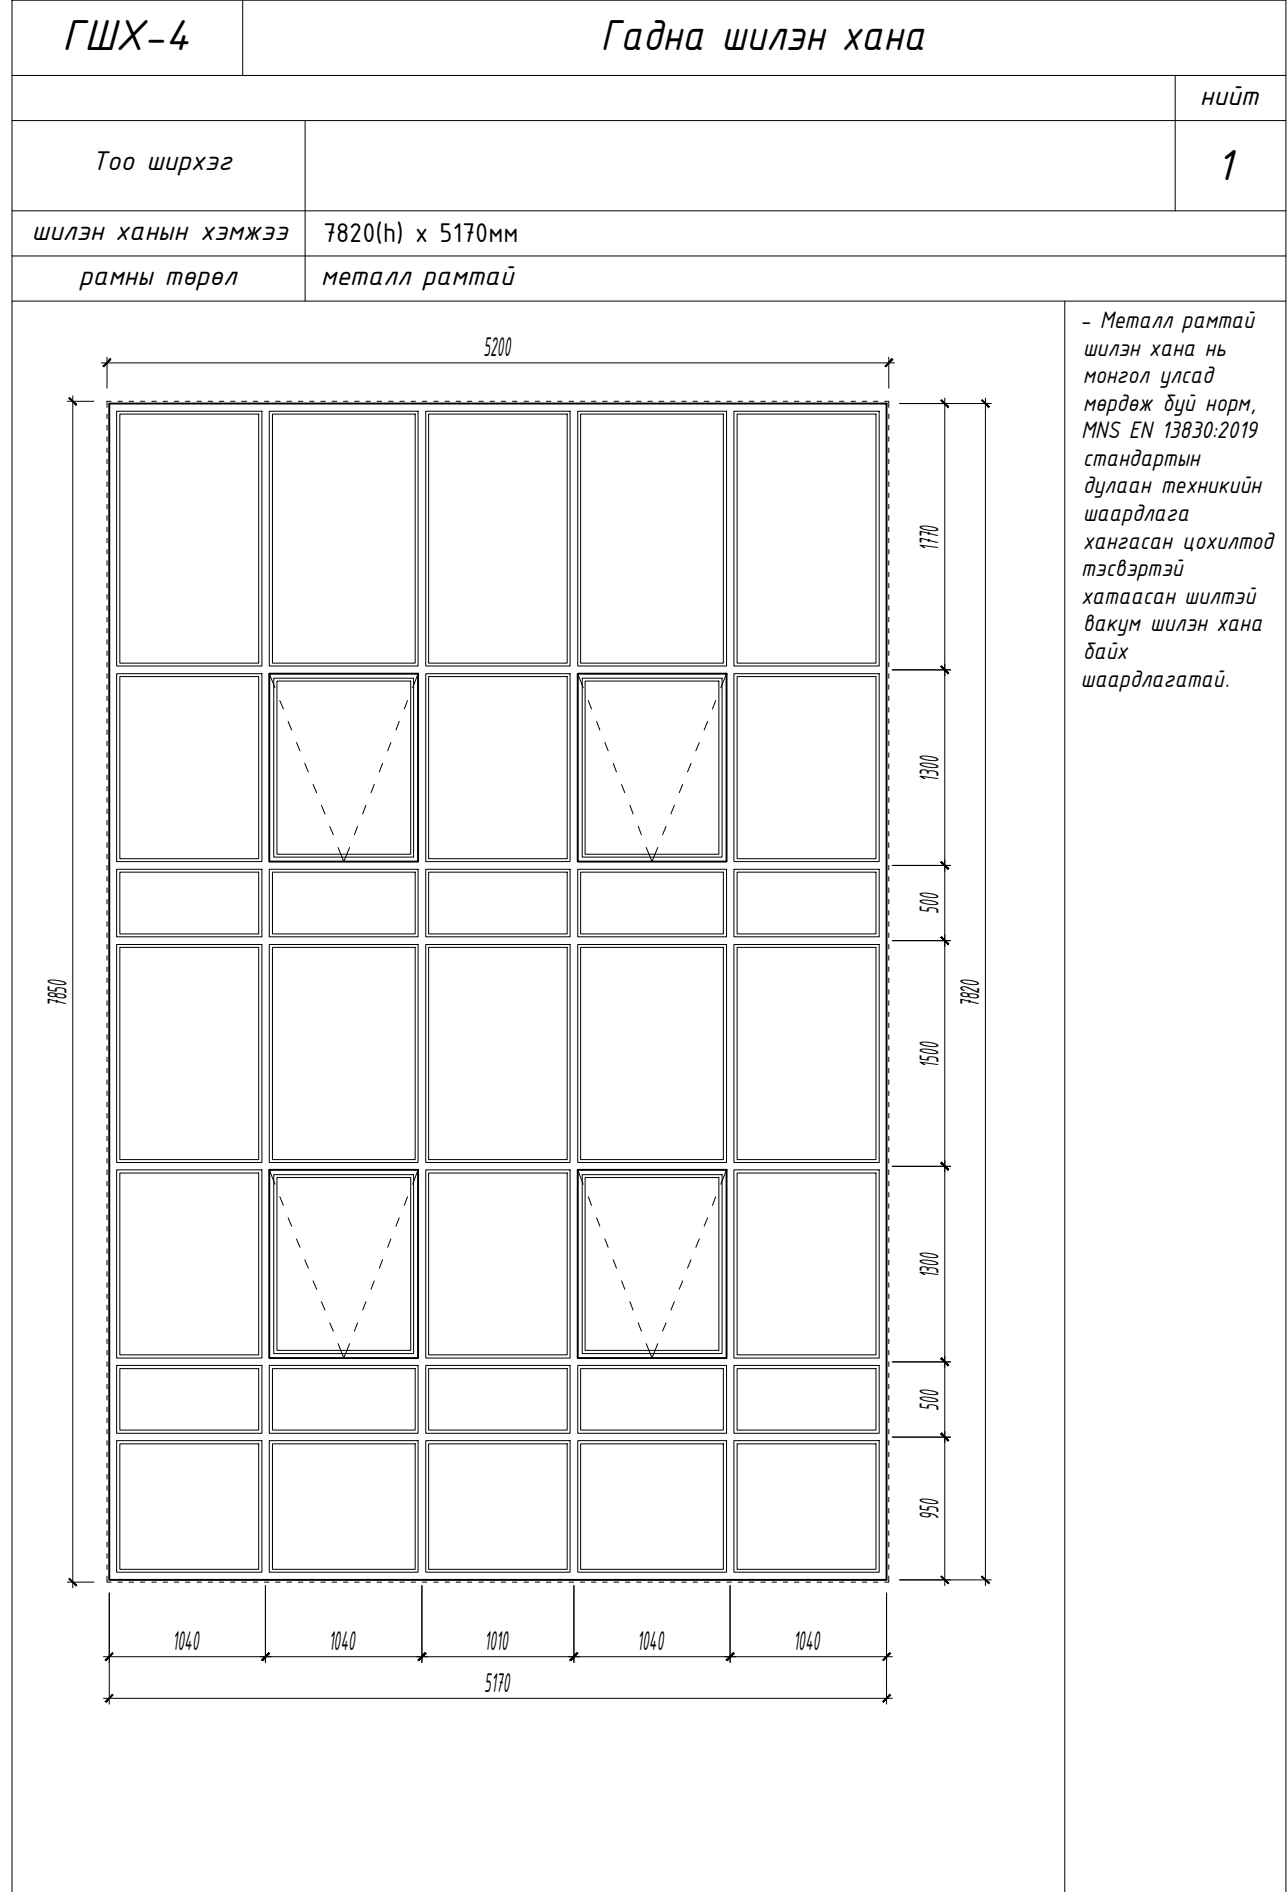 ГШХ-4
Гадна шилэн хана
нийт
Тоо ширхэг
1
шилэн ханын хэмжээ
7820(h) x 5170мм
рамны төрөл
металл рамтай
- Металл рамтай
шилэн хана нь
монгол улсад
мөрдөж буй норм,
MNS EN 13830:2019
стандартын
дулаан техникийн
шаардлага
хангасан цохилтод
тэсвэртэй
хатаасан шилтэй
вакум шилэн хана
байх
шаардлагатай.
5200
1770
1300
500
7850
7820
1500
1300
500
950
1040
1040
1010
1040
1040
5170